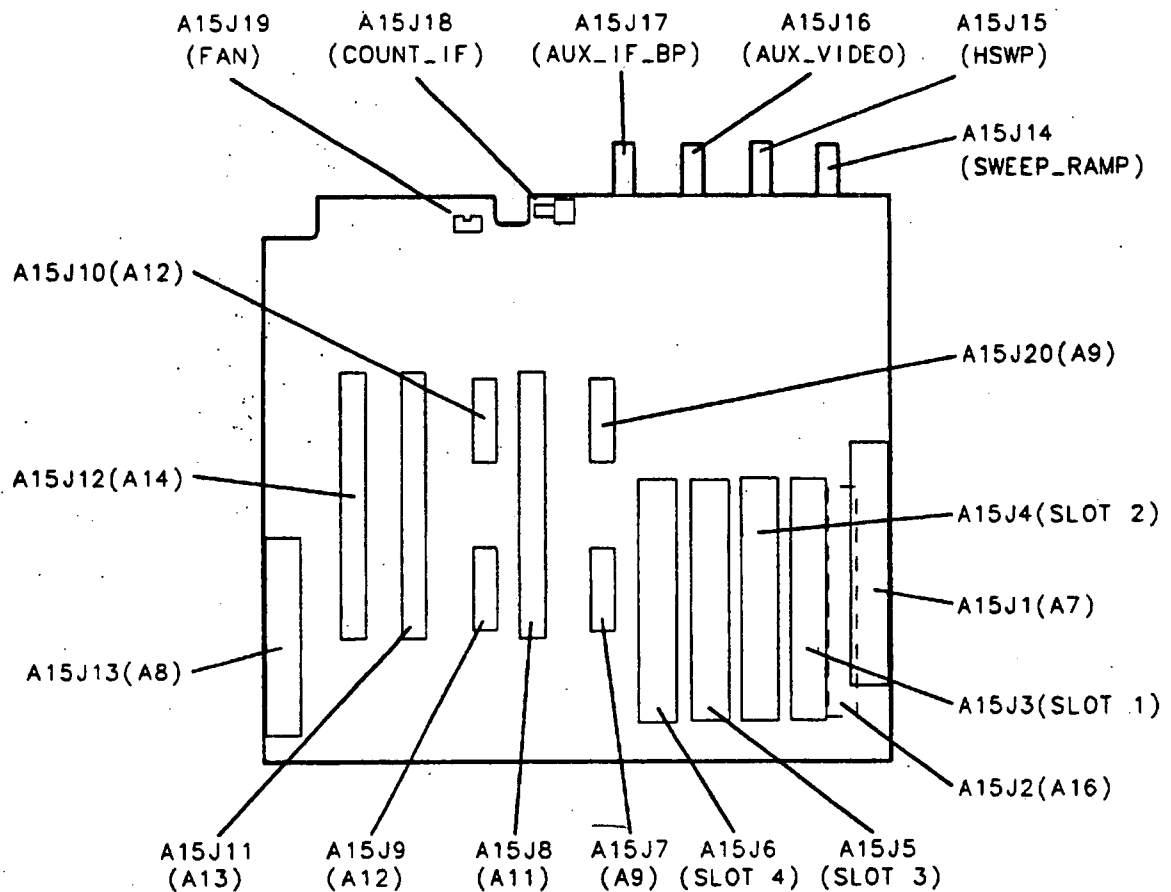 A15J19
(FAN)
A15J18
(COUNT_IF)
A15J17
(AUX_IF_BP)
A15J16
(AUX_VIDEO)
A15J15
(HSWP)
A15J14
(SWEEP_RAMP)
A15J10(A12)
A15J20(A9)
A15J12(A14)
A15J4(SLOT 2)
A15J1(A7)
A15J13(A8)
A15J3(SLOT 1)
A15J2(A16)
A15J11
(A13)
A15J9
(A12)
A15J8
(A11)
A15J7
(A9)
A15J6
(SLOT 4)
A15J5
(SLOT 3)